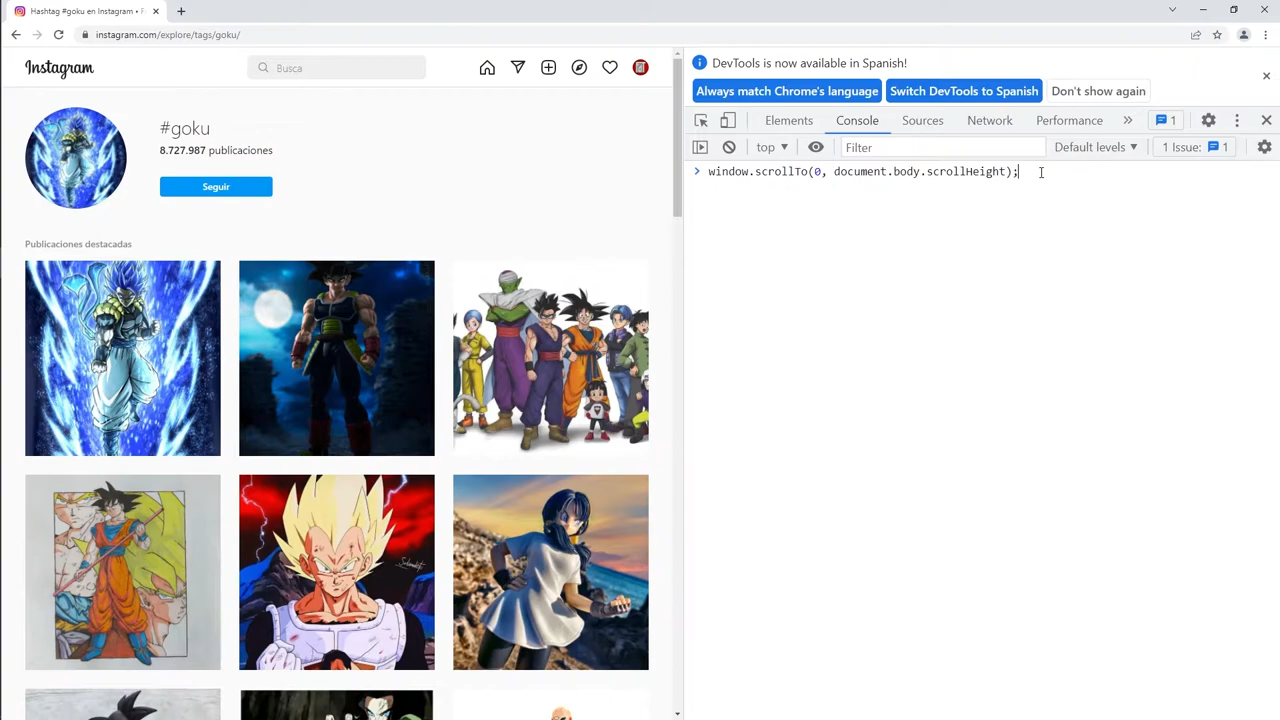 Hashtag #goku en Instagram • F
instagram.com/explore/tags/goku/
Instagram
Busca
#goku
8.727.987 publicaciones
Seguir
Publicaciones destacadas
DevTools is now available in Spanish!
Always match Chrome's language
Switch DevTools to Spanish
Don't show again
Elements
Console
Sources
Network
Performance
1
top
Filter
Default levels
1 Issue:
1
window.scrollTo(0, document.body.scrollHeight);